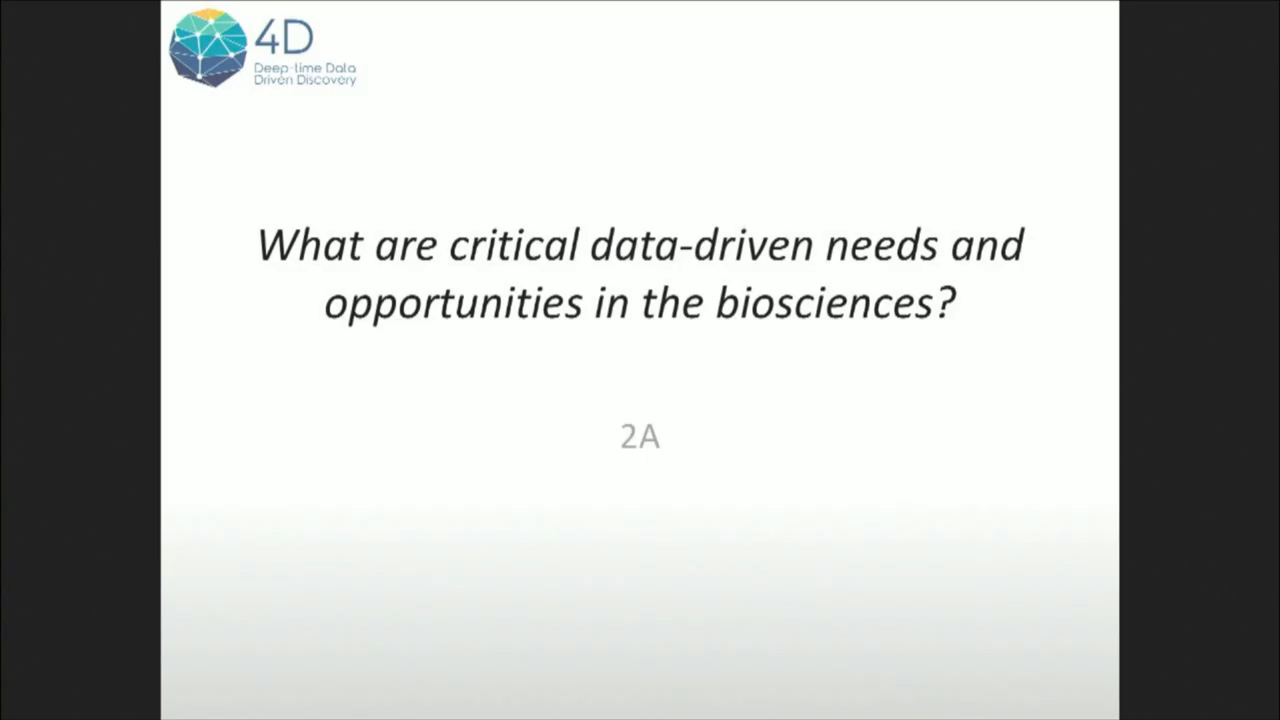 4D
Deep-time Data
Driven Discovery
What are critical data-driven needs and
opportunities in the biosciences?
2A